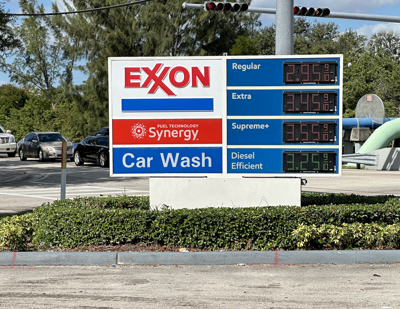 EXXON
FUEL TECHNOLOGY
Synergy
Car Wash
Regular
Extra
Supreme+
Diesel
Efficient